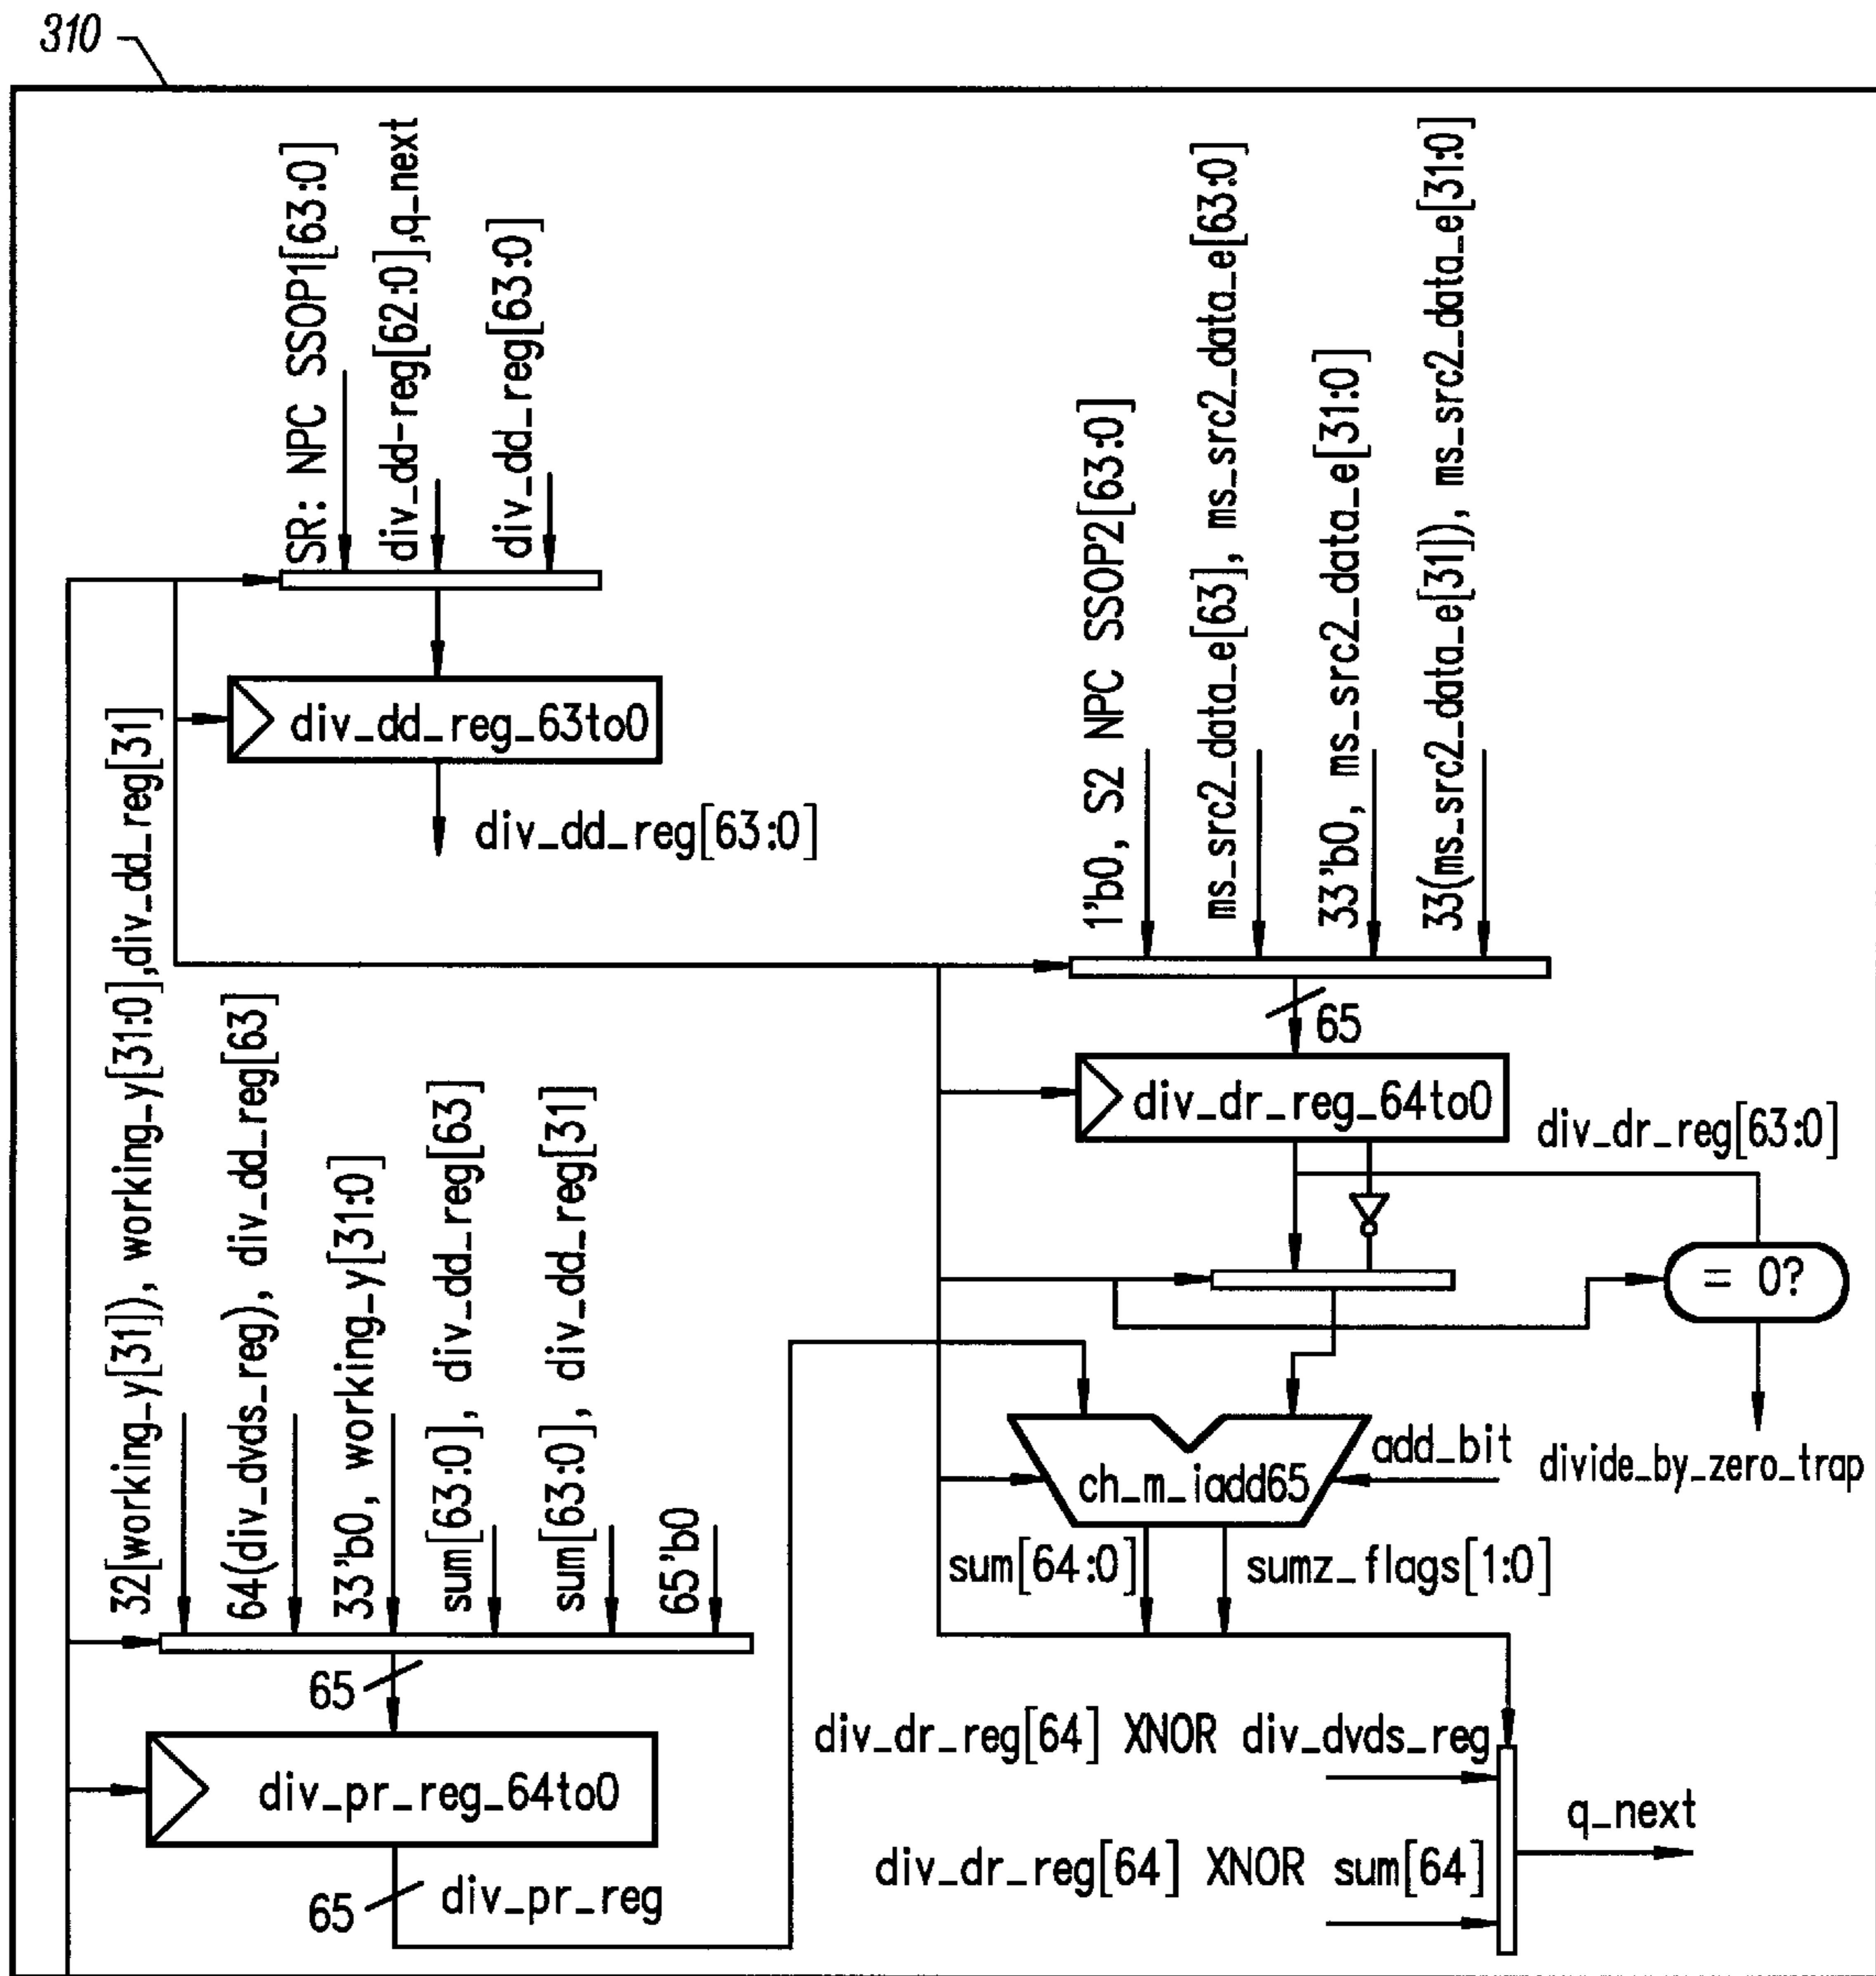 310
SR: NPC SSOP1[63:0]
div_dd-reg[62:0],q_next
div_dd_reg[63:0]
div_dd_reg_63to0
div_dd_reg[63:0]
1'b0, S2 NPC SSOP2[63:0]
ms_src2_data_e[63], ms_src2_data_e[63:0]
33'b0, ms_src2_data_e[31:0]
33(ms_src2_data_e[31]), ms_src2_data_e[31:0]
65
div_dr_reg_64to0
div_dr_reg[63:0]
= 0?
divide_by_zero_trap
32[working_y[31]), working_y[31:0],div_dd_reg[31]
64(div_dvds_reg), div_dd_reg[63]
33'b0, working_y[31:0]
sum[63:0], div_dd_reg[63]
sum[63:0], div_dd_reg[31]
65'b0
65
div_pr_reg_64to0
65
div_pr_reg
ch_m_iadd65
add_bit
sum[64:0]
sumz_flags[1:0]
div_dr_reg[64] XNOR div_dvds_reg
div_dr_reg[64] XNOR sum[64]
q_next